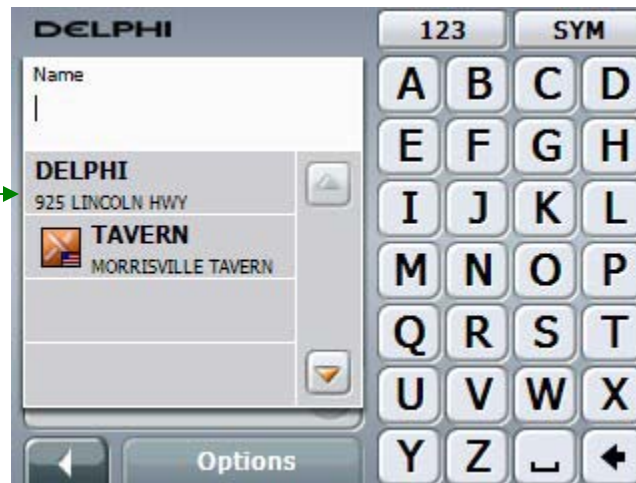 DELPHI
123 SYM
Name
A B C D
E F G H
DELPHI
925 LINCOLN HWY
I J K L
TAVERN
MORRISVILLE TAVERN
M N O P
Q R S T
U V W X
Options
Y Z